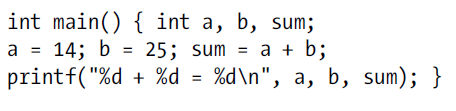 int main() { int a, b, sum;
a = 14; b = 25; sum = a + b;
printf("%d + %d = %d\n", a, b, sum); }